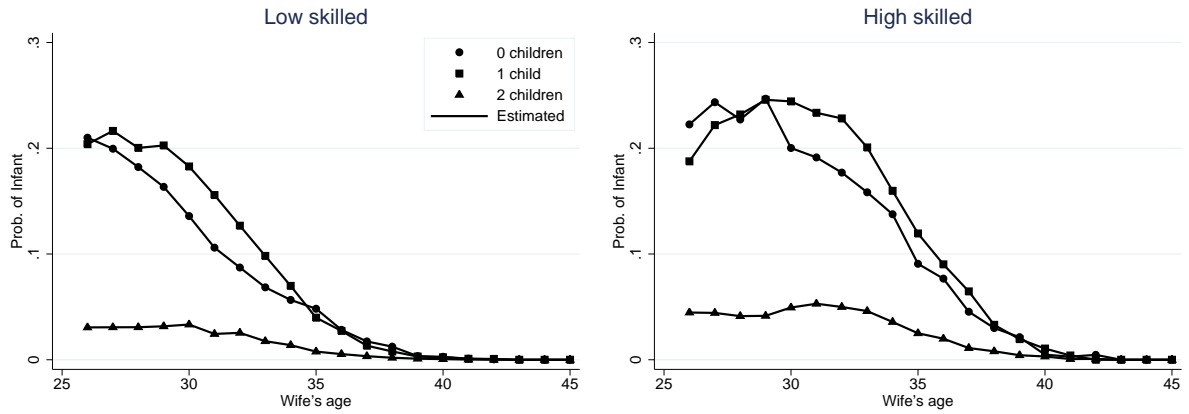 Low skilled
.3
.2
.1
0
Prob. of Infant
0 children
1 child
2 children
Estimated
25
30
35
40
45
Wife's age
High skilled
.3
.2
.1
0
Prob. of Infant
25
30
35
40
45
Wife's age